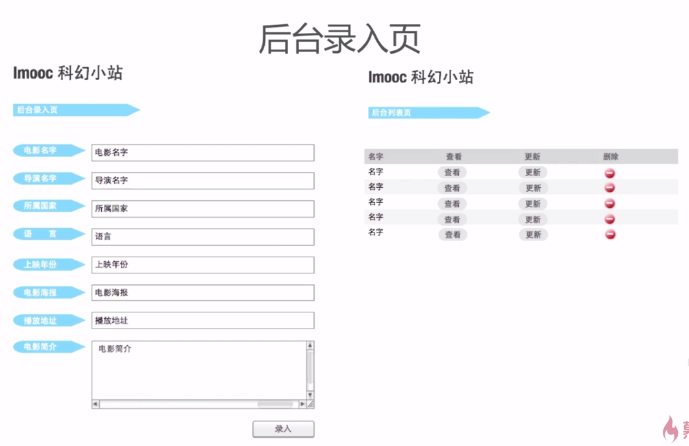 后台录入页
Imooc 科幻小站
后台录入页
电影名字 电影名字
导演名字 导演名字
所属国家 所属国家
语 言 语言
上映年份 上映年份
电影海报 电影海报
播放地址 播放地址
电影简介 电影简介
录入
Imooc 科幻小站
后台列表页
名字 查看 更新 删除
名字 查看 更新
名字 查看 更新
名字 查看 更新
名字 查看 更新
名字 查看 更新